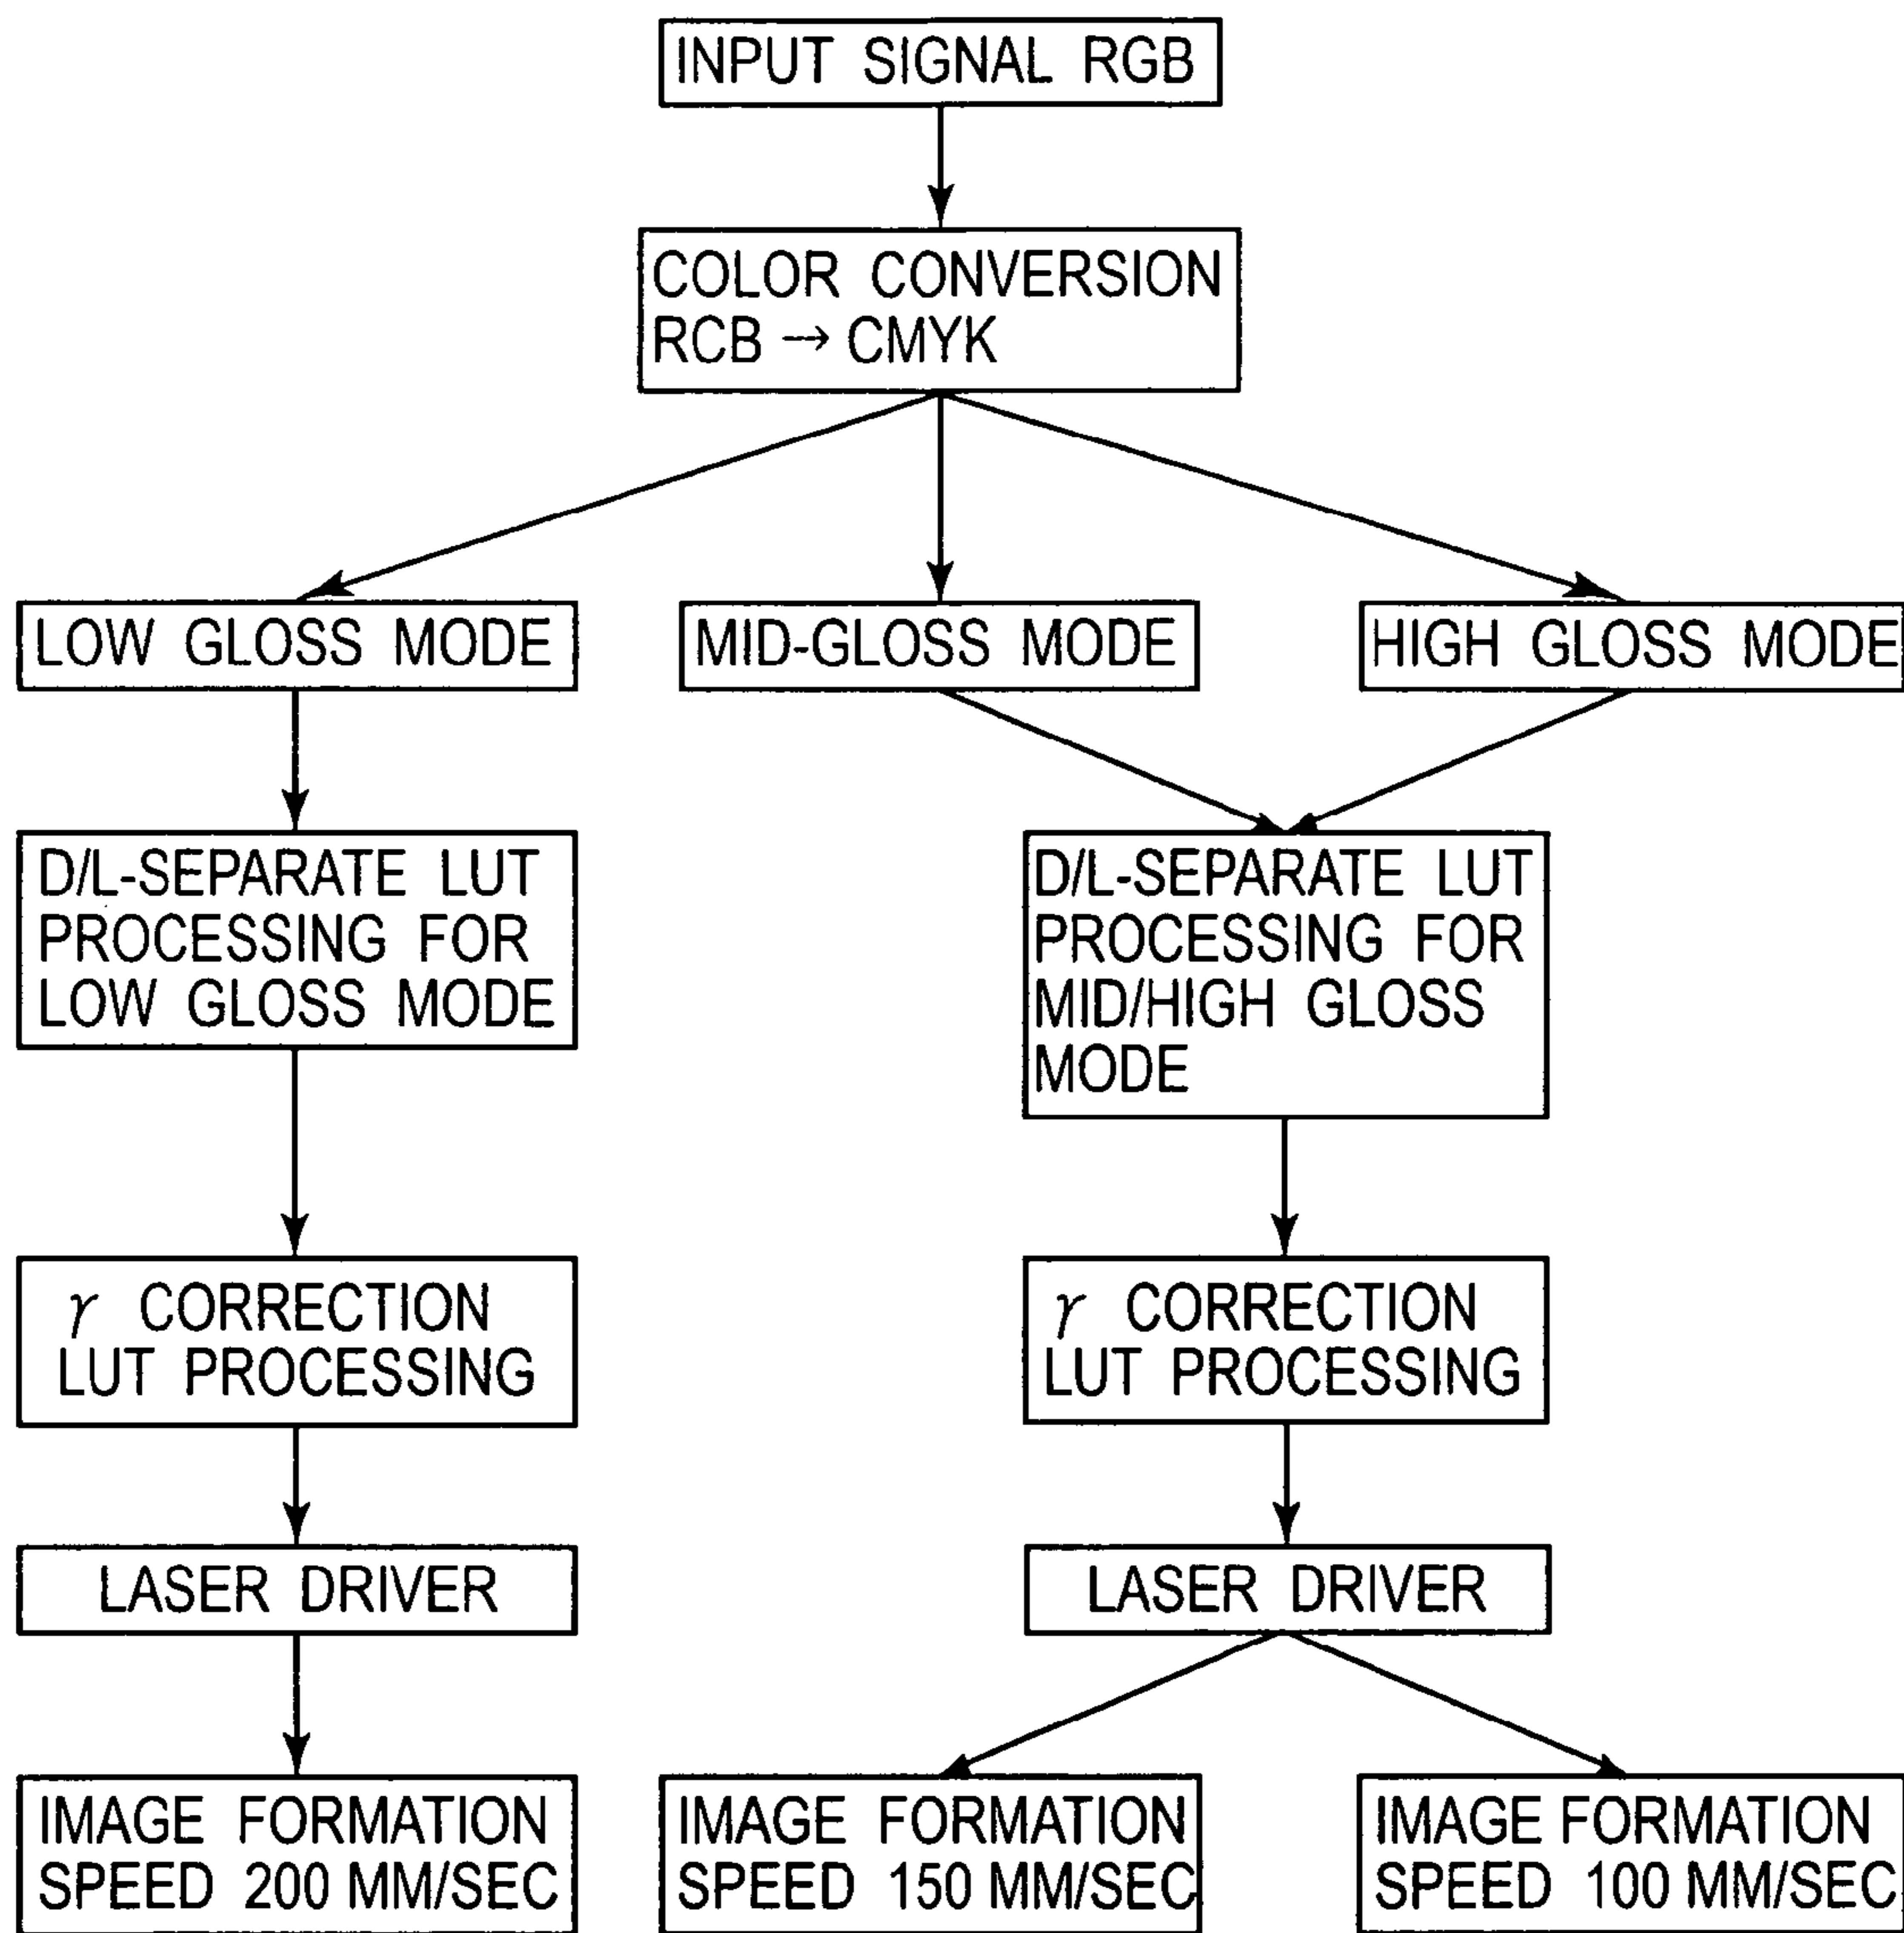 INPUT SIGNAL RGB
COLOR CONVERSION
RCB → CMYK
LOW GLOSS MODE
MID-GLOSS MODE
HIGH GLOSS MODE
D/L-SEPARATE LUT
PROCESSING FOR
LOW GLOSS MODE
D/L-SEPARATE LUT
PROCESSING FOR
MID/HIGH GLOSS
MODE
γ CORRECTION
LUT PROCESSING
γ CORRECTION
LUT PROCESSING
LASER DRIVER
LASER DRIVER
IMAGE FORMATION
SPEED 200 MM/SEC
IMAGE FORMATION
SPEED 150 MM/SEC
IMAGE FORMATION
SPEED 100 MM/SEC